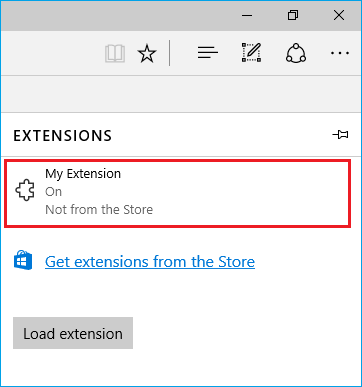 EXTENSIONS
My Extension
On
Not from the Store
Get extensions from the Store
Load extension